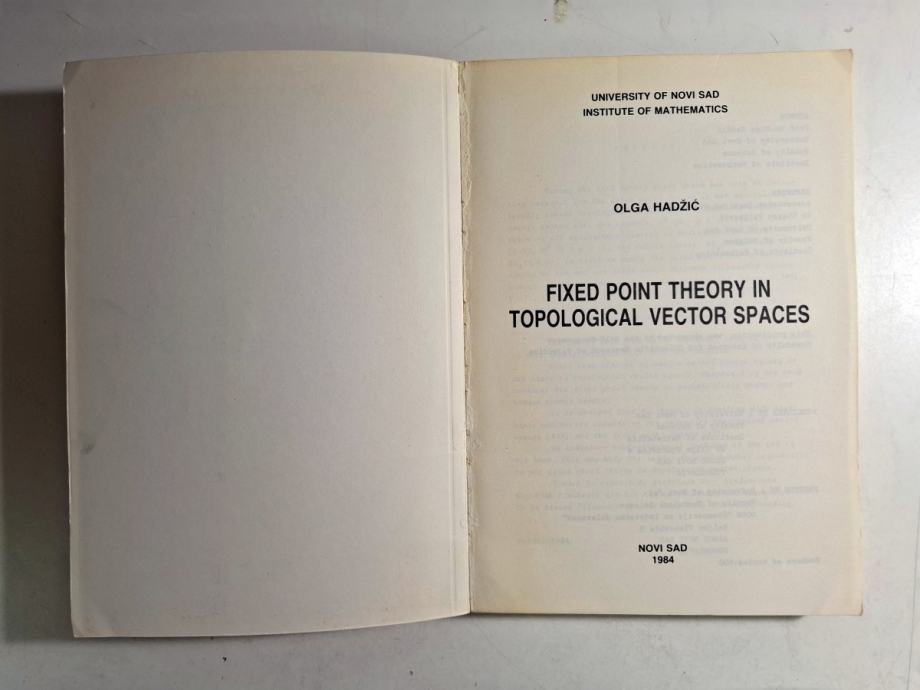 UNIVERSITY OF NOVI SAD
INSTITUTE OF MATHEMATICS
OLGA HADŽIĆ
FIXED POINT THEORY IN
TOPOLOGICAL VECTOR SPACES
NOVI SAD
1984